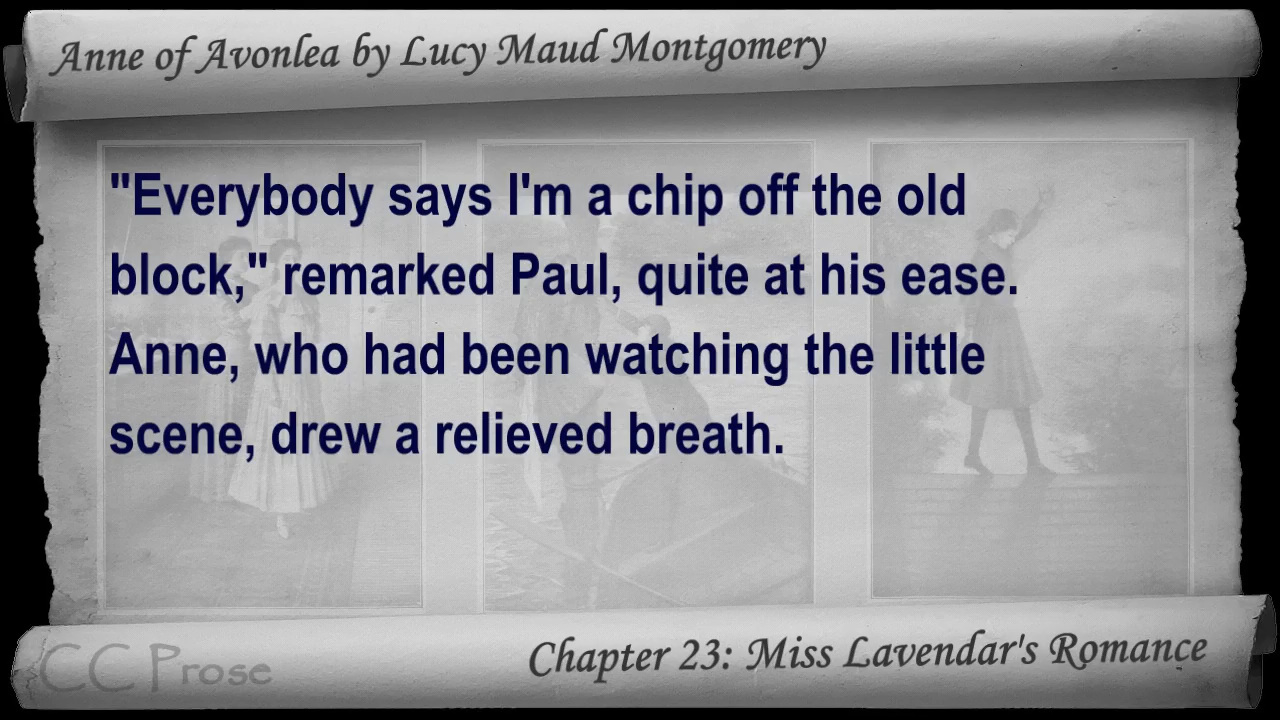 Anne of Avonlea by Lucy Maud Montgomery
"Everybody says I'm a chip off the old
block," remarked Paul, quite at his ease.
Anne, who had been watching the little
scene, drew a relieved breath.
CC Prose
Chapter 23: Miss Lavendar's Romance